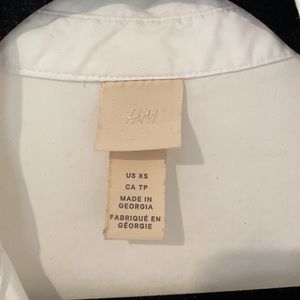 H&M
US XS
CA TP
MADE IN
GEORGIA
FABRIQUÉ EN
GÉORGIE